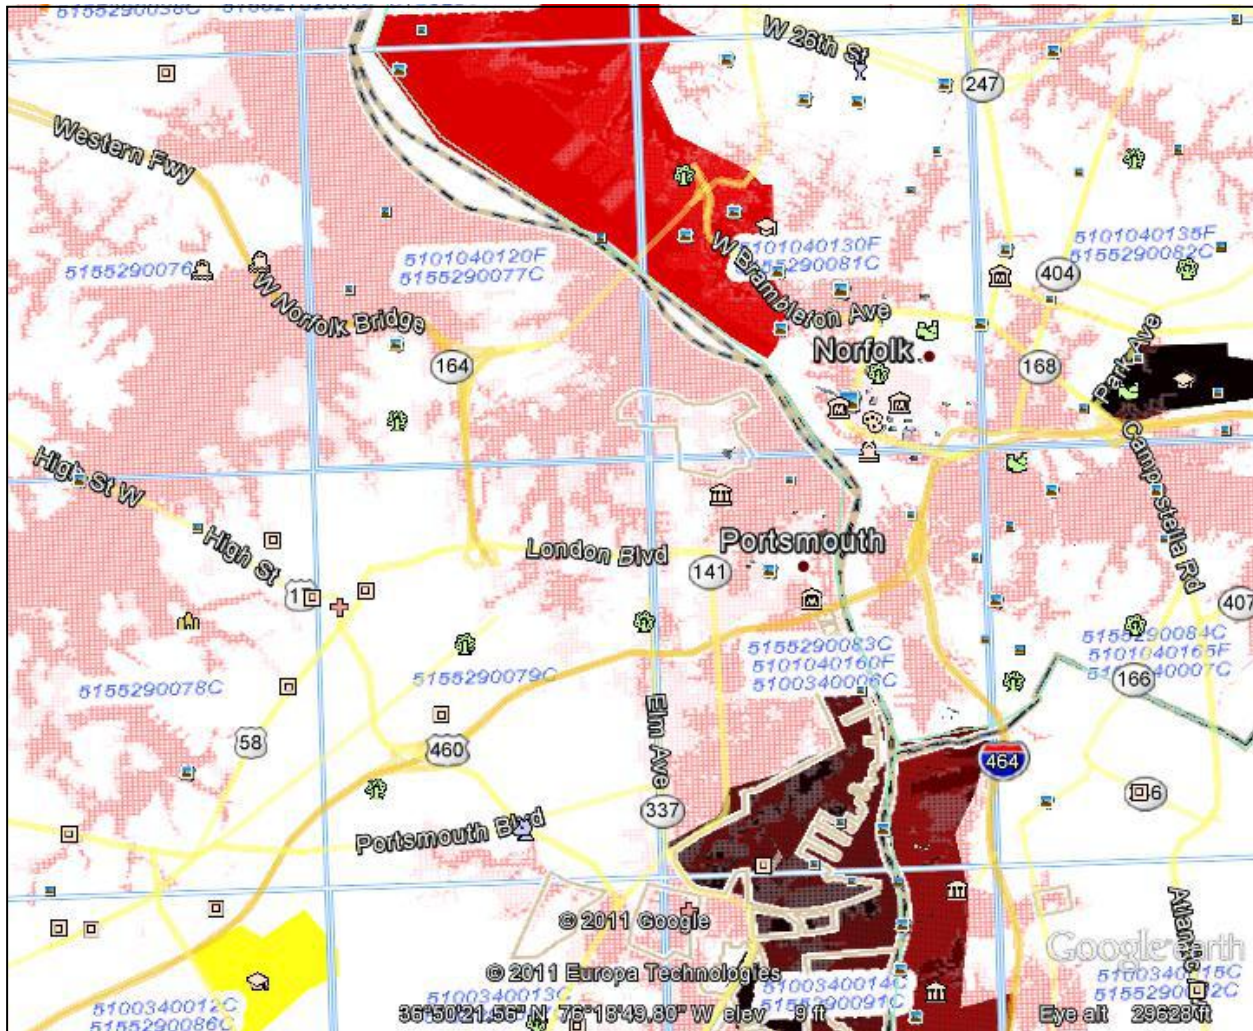 W 26th St
247
Western Fwy
5101040120F
5155290077C
5155290076
W Norfolk Bridge
164
W Brambleton Ave
5101040130F
5155290081C
5101040135F
5155290082C
404
Norfolk
168
Park Ave
High St W
High St
London Blvd
Portsmouth
141
Campostella Rd
407
5155290078C
5155290079C
5155290083C
5101040160F
5100340006C
5155290084C
5101040165F
166
58
460
Elm Ave
337
464
Portsmouth Blvd
© 2011 Google
© 2011 Europa Technologies
Google earth
5100340012C
5155290086C
5100340013C
5100340014C
5155290091C
36°50'21.56" N 76°18'49.80" W elev 9 ft
Eye alt 29628 ft